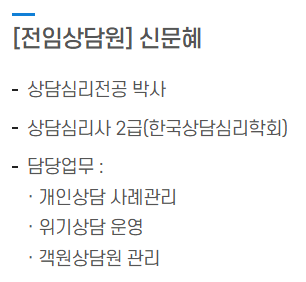 [전임상담원] 신문혜
- 상담심리전공 박사
- 상담심리사 2급(한국상담심리학회)
- 담당업무 :
· 개인상담 사례관리
· 위기상담 운영
· 객원상담원 관리